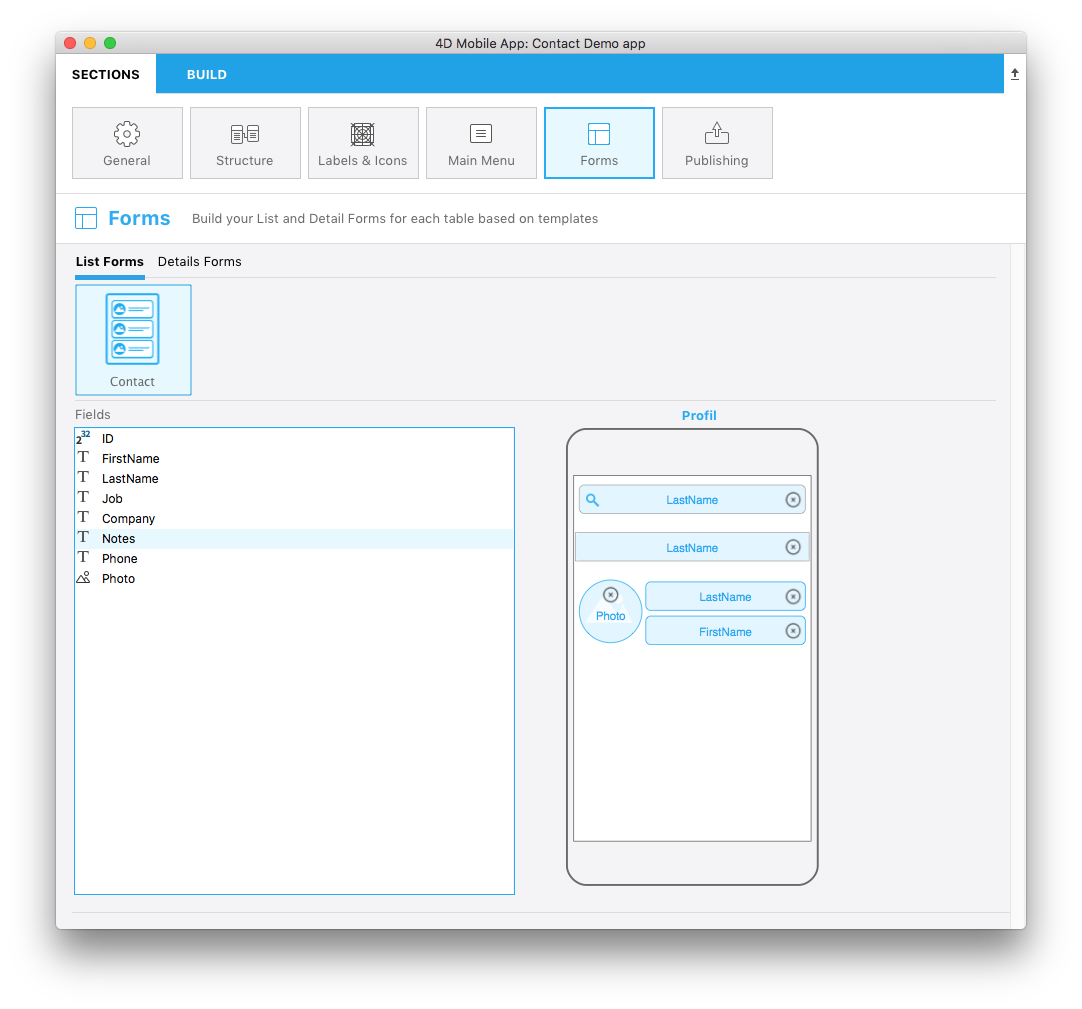 4D Mobile App: Contact Demo app
SECTIONS BUILD
General Structure Labels & Icons Main Menu Forms Publishing
Forms Build your List and Detail Forms for each table based on templates
List Forms Details Forms
Contact
Fields
2³² ID
T FirstName
T LastName
T Job
T Company
T Notes
T Phone
Photo
Profil
LastName
LastName
Photo
LastName
FirstName